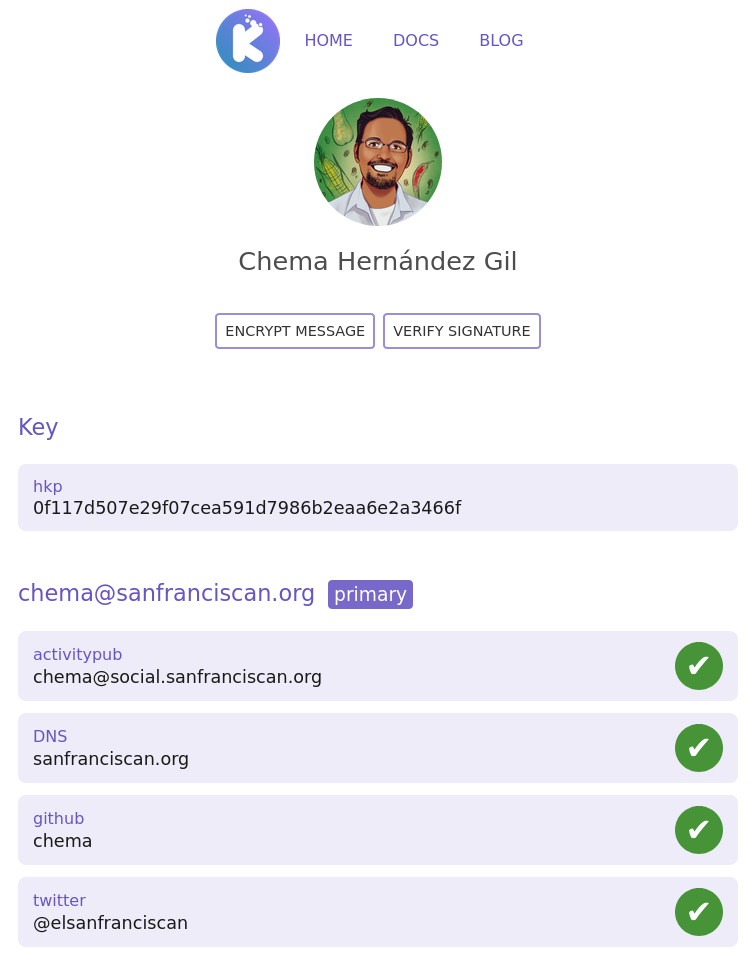 K
HOME DOCS BLOG
Chema Hernández Gil
ENCRYPT MESSAGE VERIFY SIGNATURE
Key
hkp
0f117d507e29f07cea591d7986b2eaa6e2a3466f
chema@sanfranciscan.org primary
activitypub
chema@social.sanfranciscan.org
DNS
sanfranciscan.org
github
chema
twitter
@elsanfranciscan